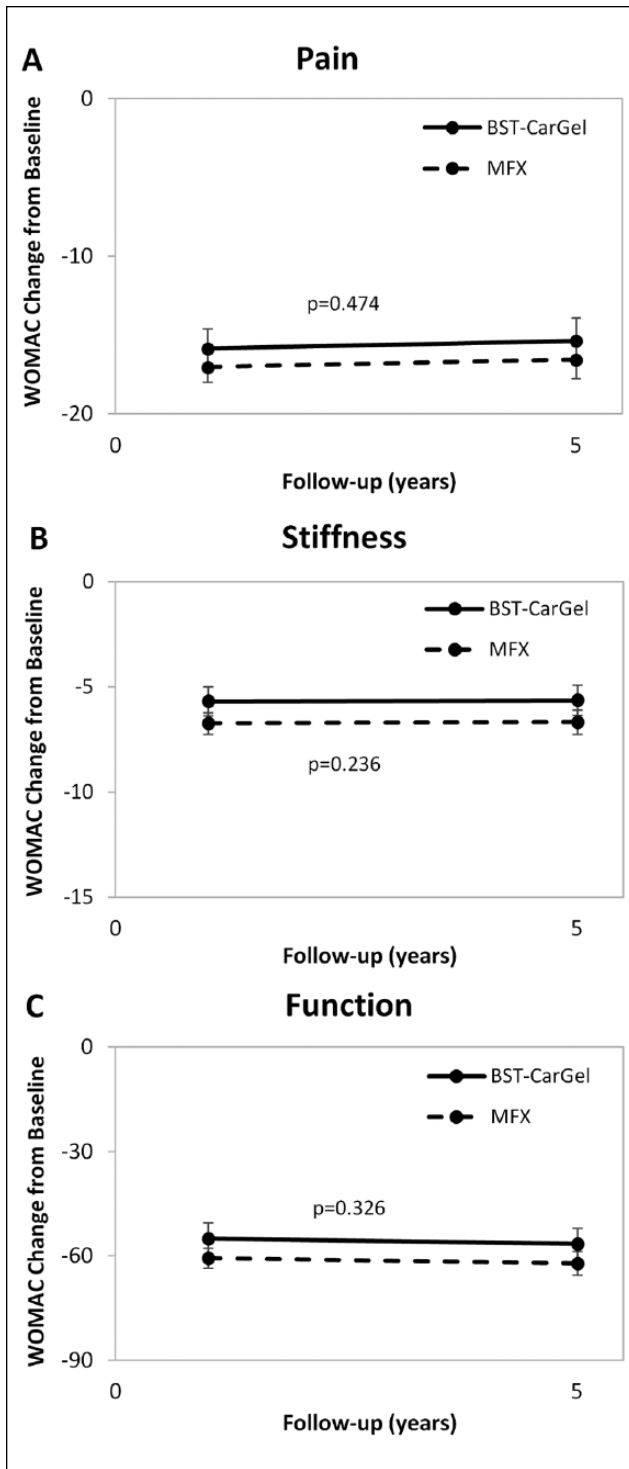 A
Pain
WOMAC Change from Baseline
0
-10
-20
BST-CarGel
MFX
p=0.474
0
5
Follow-up (years)
B
Stiffness
WOMAC Change from Baseline
0
-5
-10
-15
BST-CarGel
MFX
p=0.236
0
5
Follow-up (years)
C
Function
WOMAC Change from Baseline
0
-30
-60
-90
BST-CarGel
MFX
p=0.326
0
5
Follow-up (years)